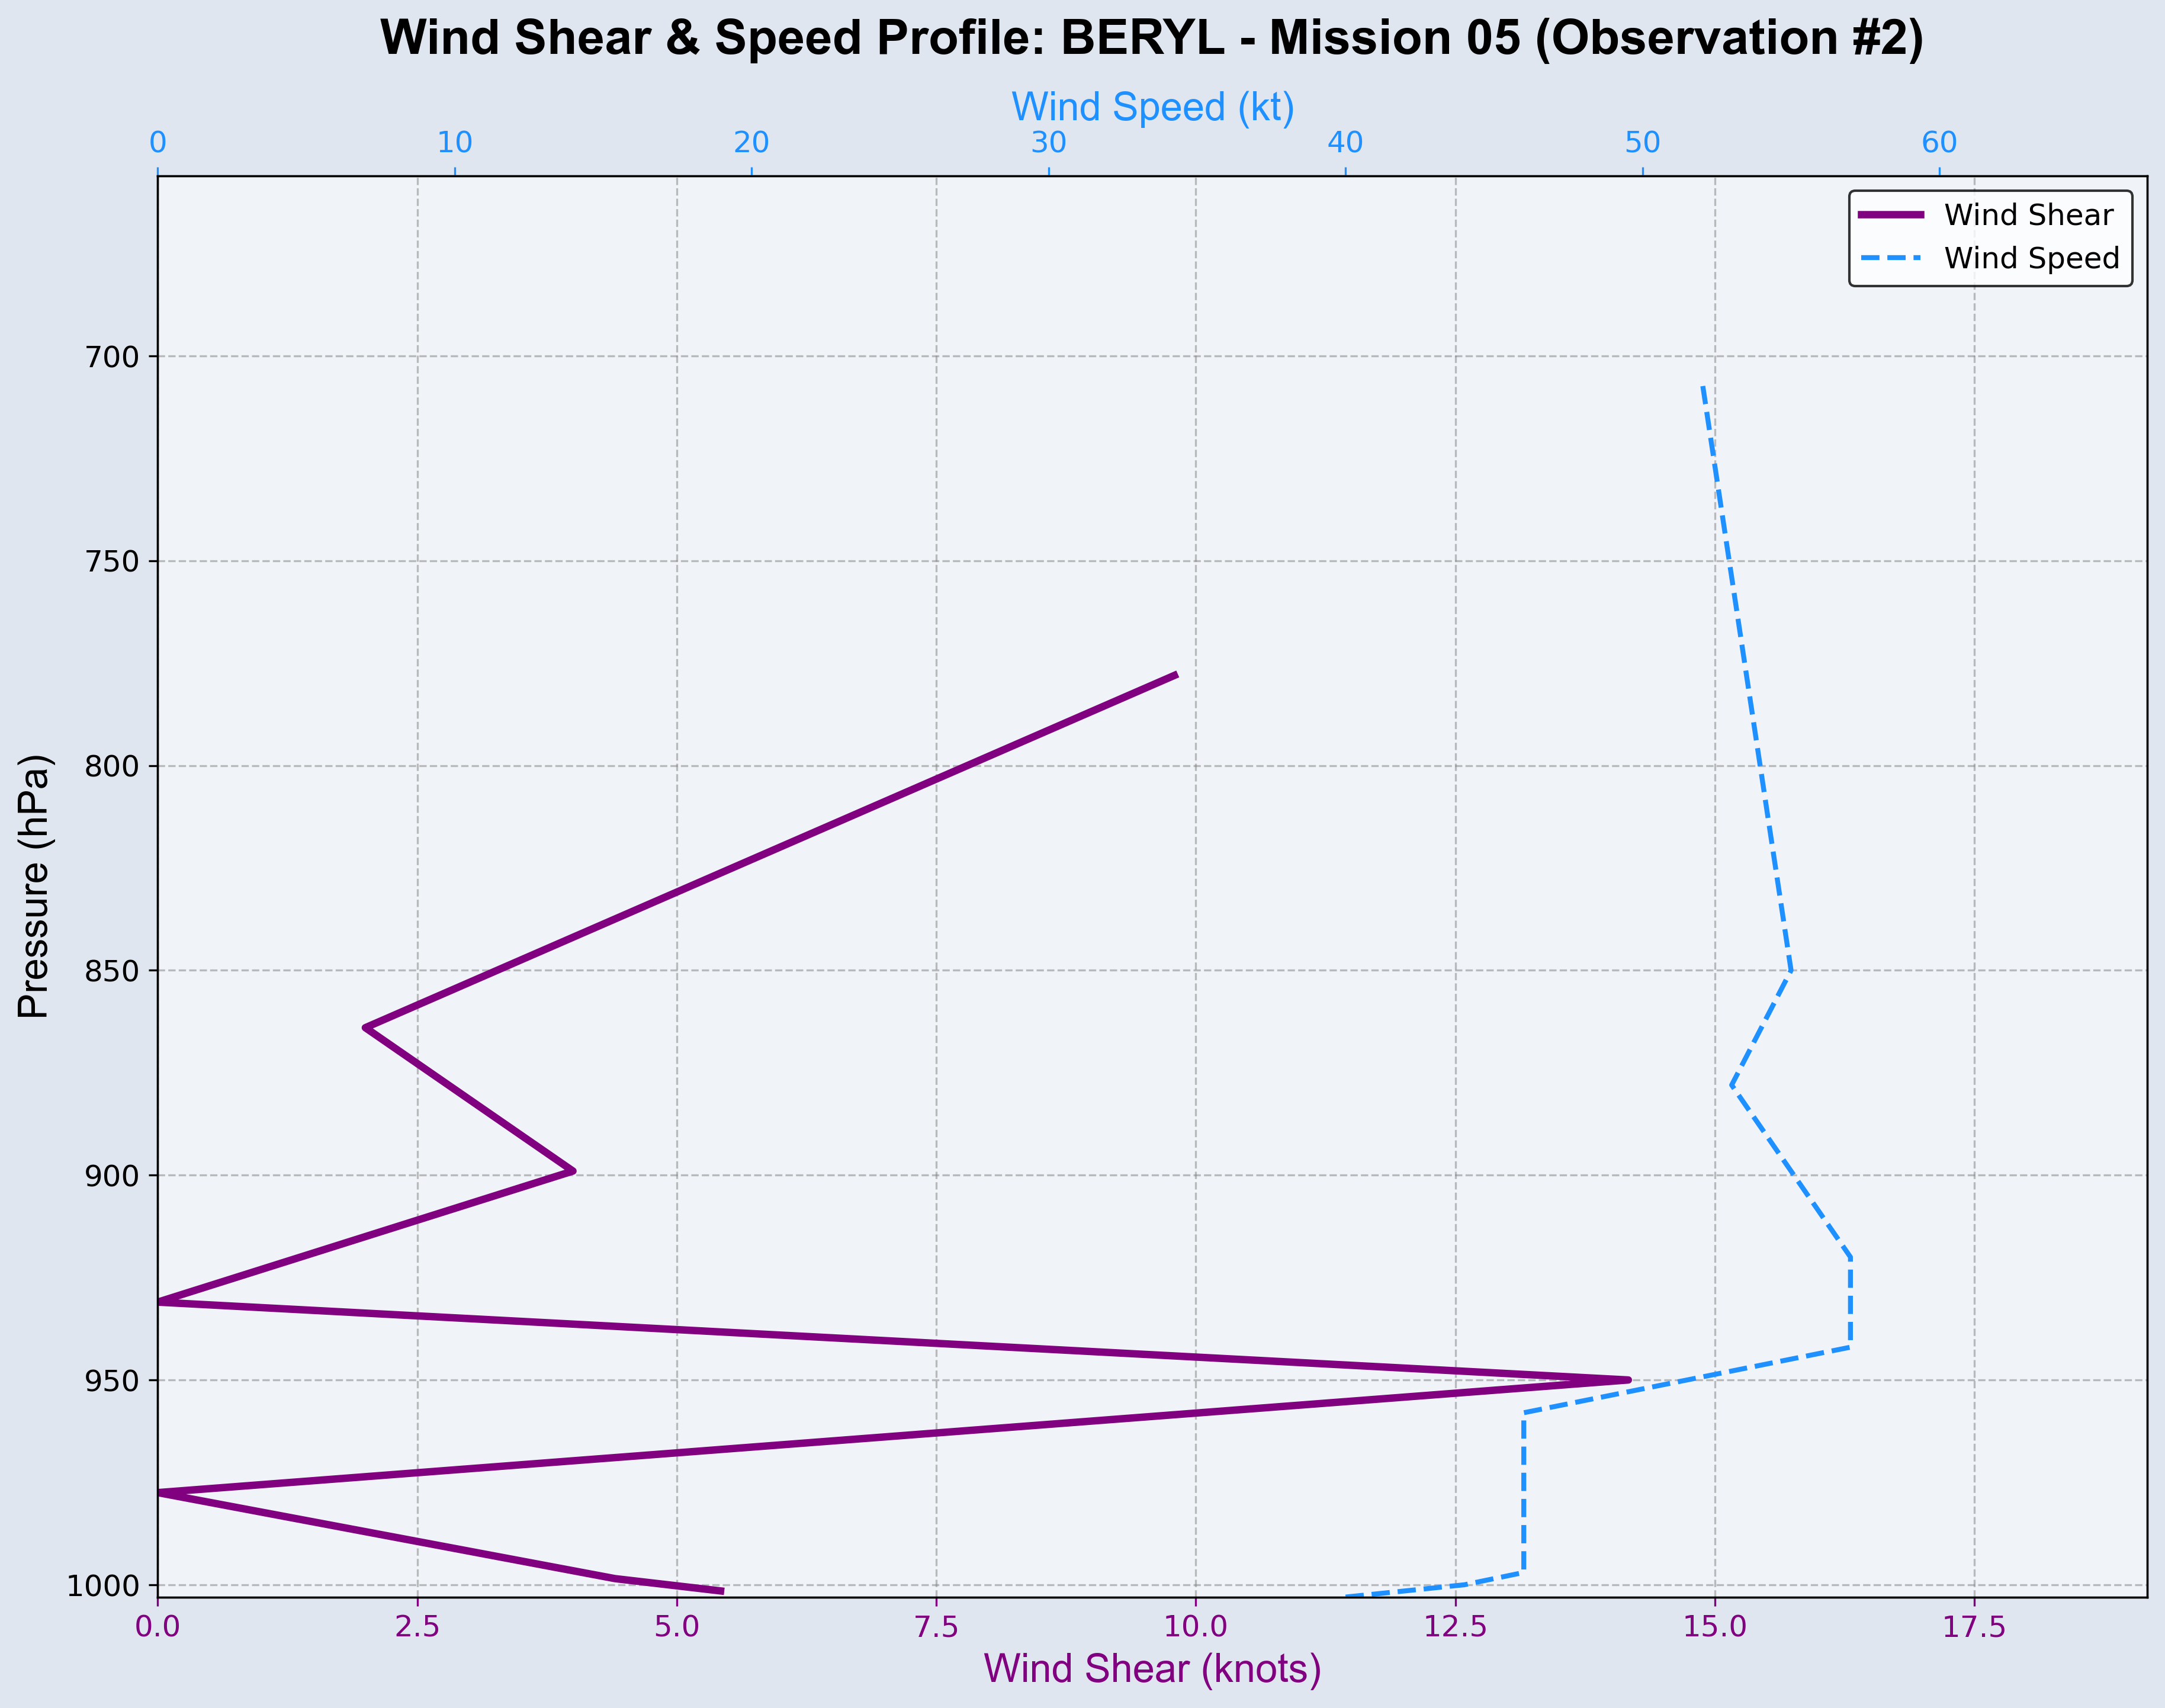 Wind Shear & Speed Profile: BERYL - Mission 05 (Observation #2)
Wind Speed (kt)
0 10 20 30 40 50 60
Wind Shear
Wind Speed
Pressure (hPa)
700
750
800
850
900
950
1000
0.0 2.5 5.0 7.5 10.0 12.5 15.0 17.5
Wind Shear (knots)